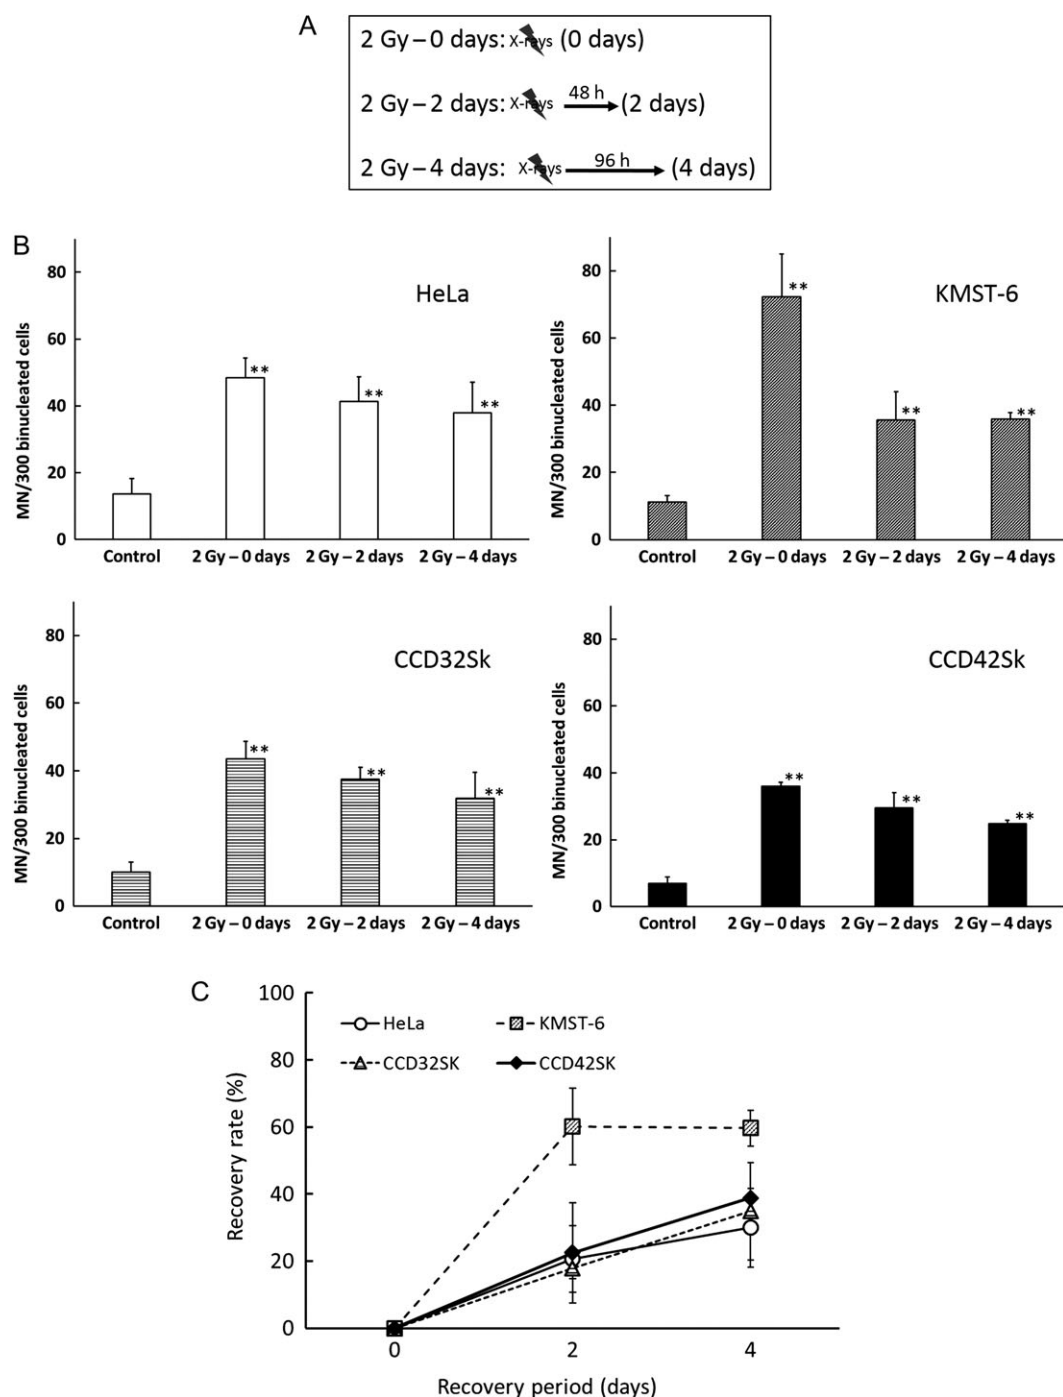 A
2 Gy – 0 days: X-rays (0 days)
48 h
2 Gy – 2 days: X-rays (2 days)
96 h
2 Gy – 4 days: X-rays (4 days)
B
MN/300 binucleated cells
80
60
40
20
0
HeLa
**
**
**
Control 2 Gy – 0 days 2 Gy – 2 days 2 Gy – 4 days
MN/300 binucleated cells
80
60
40
20
0
KMST-6
**
**
**
Control 2 Gy – 0 days 2 Gy – 2 days 2 Gy – 4 days
MN/300 binucleated cells
80
60
40
20
0
CCD32Sk
**
**
**
Control 2 Gy – 0 days 2 Gy – 2 days 2 Gy – 4 days
MN/300 binucleated cells
80
60
40
20
0
CCD42Sk
**
**
**
Control 2 Gy – 0 days 2 Gy – 2 days 2 Gy – 4 days
C
Recovery rate (%)
100
80
60
40
20
0
HeLa KMST-6
CCD32SK CCD42SK
0 2 4
Recovery period (days)